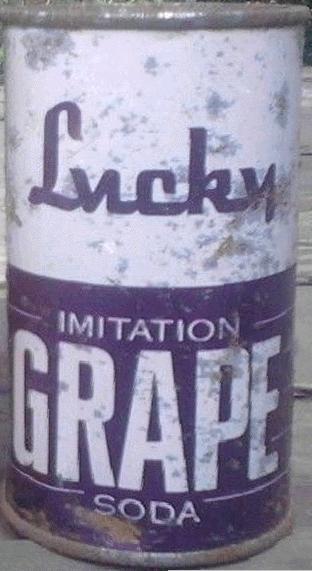 Lucky
IMITATION
GRAPE
SODA